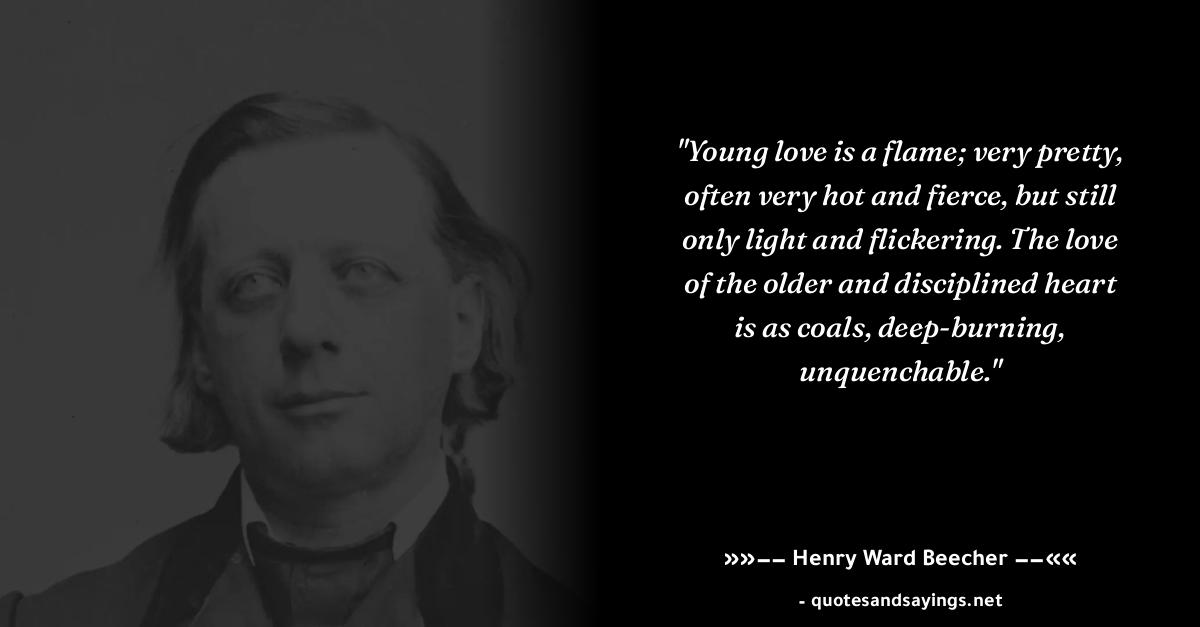 "Young love is a flame; very pretty,
often very hot and fierce, but still
only light and flickering. The love
of the older and disciplined heart
is as coals, deep-burning,
unquenchable."
»»−− Henry Ward Beecher −−««
- quotesandsayings.net